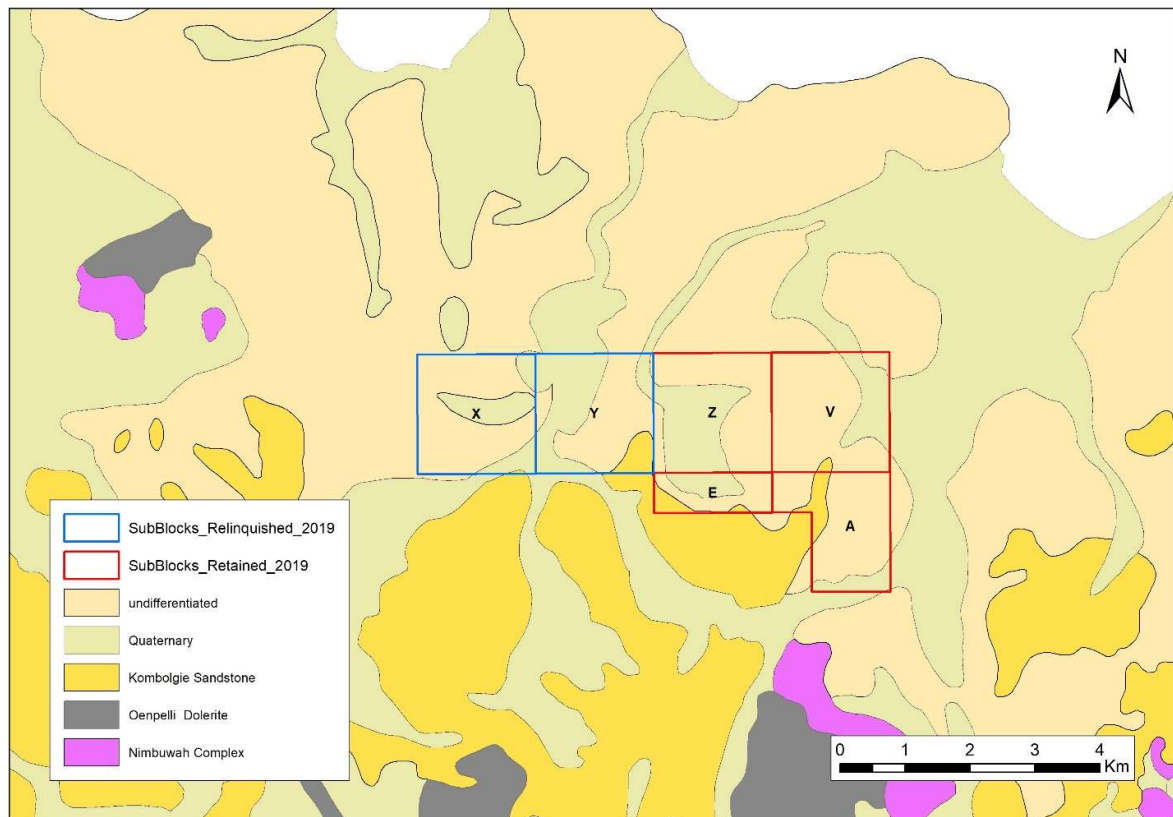 N
X
Y
Z
V
E
A
SubBlocks_Relinquished_2019
SubBlocks_Retained_2019
undifferentiated
Quaternary
Kombolgie Sandstone
Oenpelli Dolerite
Nimbuwah Complex
0 1 2 3 4
Km